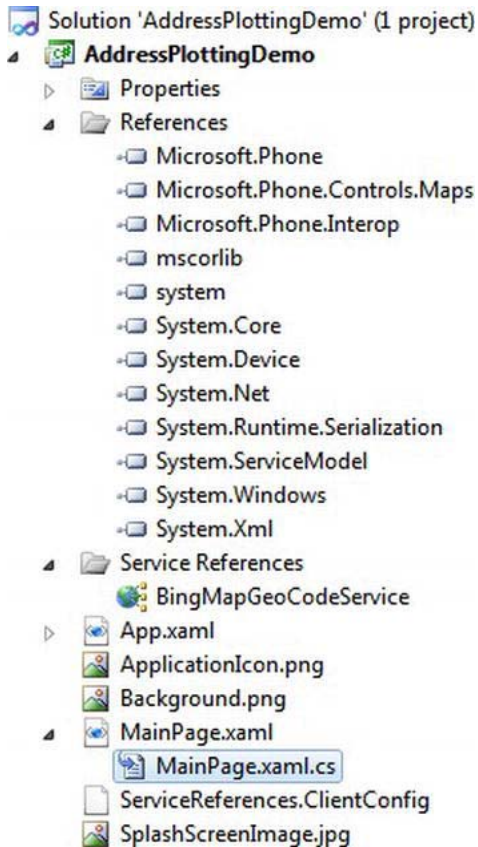 Solution 'AddressPlottingDemo' (1 project)
AddressPlottingDemo
Properties
References
Microsoft.Phone
Microsoft.Phone.Controls.Maps
Microsoft.Phone.Interop
mscorlib
system
System.Core
System.Device
System.Net
System.Runtime.Serialization
System.ServiceModel
System.Windows
System.Xml
Service References
BingMapGeoCodeService
App.xaml
ApplicationIcon.png
Background.png
MainPage.xaml
MainPage.xaml.cs
ServiceReferences.ClientConfig
SplashScreenImage.jpg